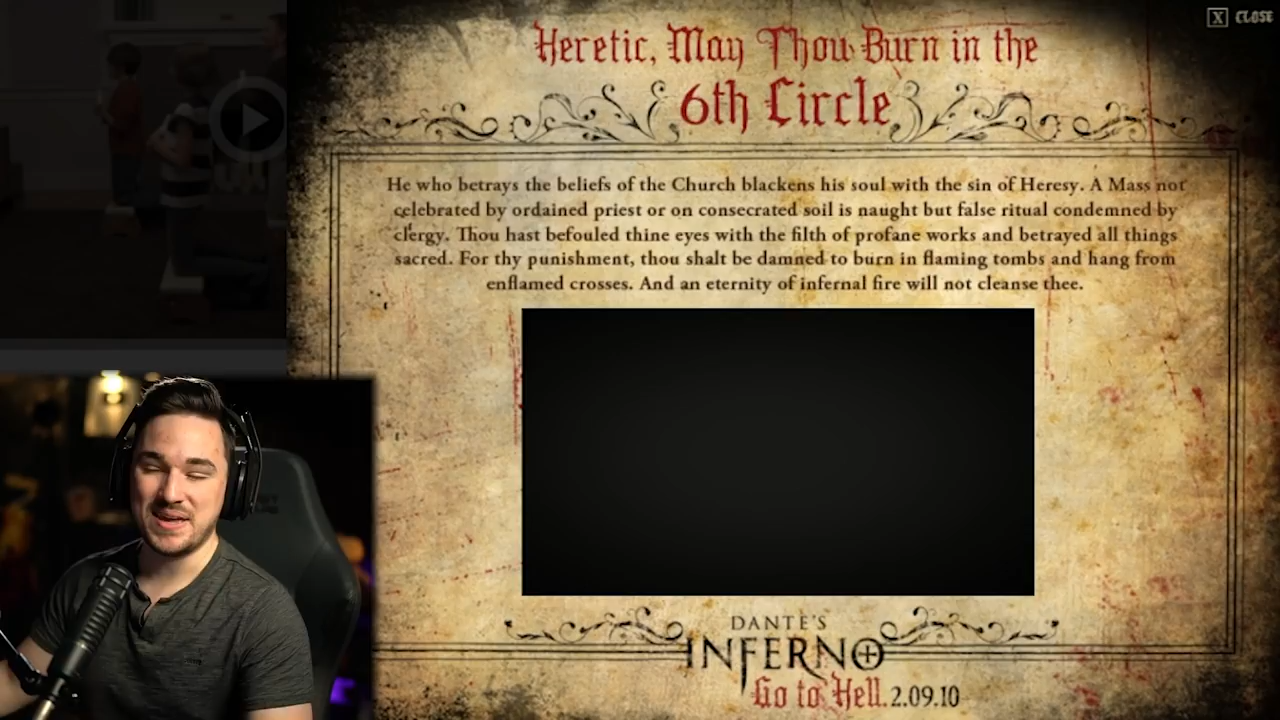 X CLOSE
Heretic, May Thou Burn in the
6th Circle
He who betrays the beliefs of the Church blackens his soul with the sin of Heresy. A Mass not
celebrated by ordained priest or on consecrated soil is naught but false ritual condemned by
clergy. Thou hast befouled thine eyes with the filth of profane works and betrayed all things
sacred. For thy punishment, thou shalt be damned to burn in flaming tombs and hang from
enflamed crosses. And an eternity of infernal fire will not cleanse thee.
DANTE'S
INFERNO
Go to Hell. 2.09.10